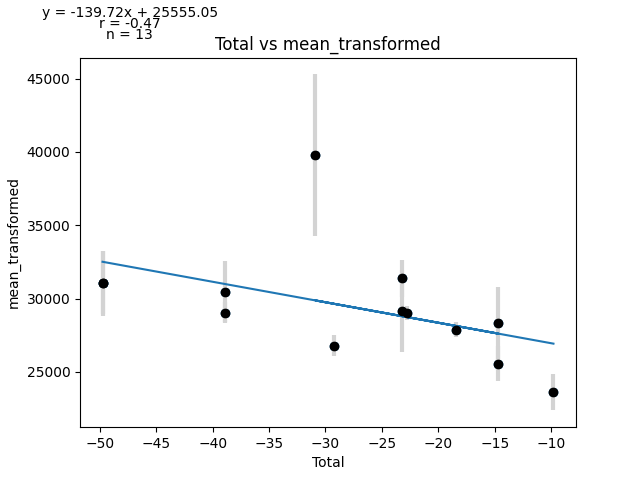 y = -139.72x + 25555.05
r = -0.47
n = 13
Total vs mean_transformed
45000
40000
35000
30000
25000
mean_transformed
−50 −45 −40 −35 −30 −25 −20 −15 −10
Total